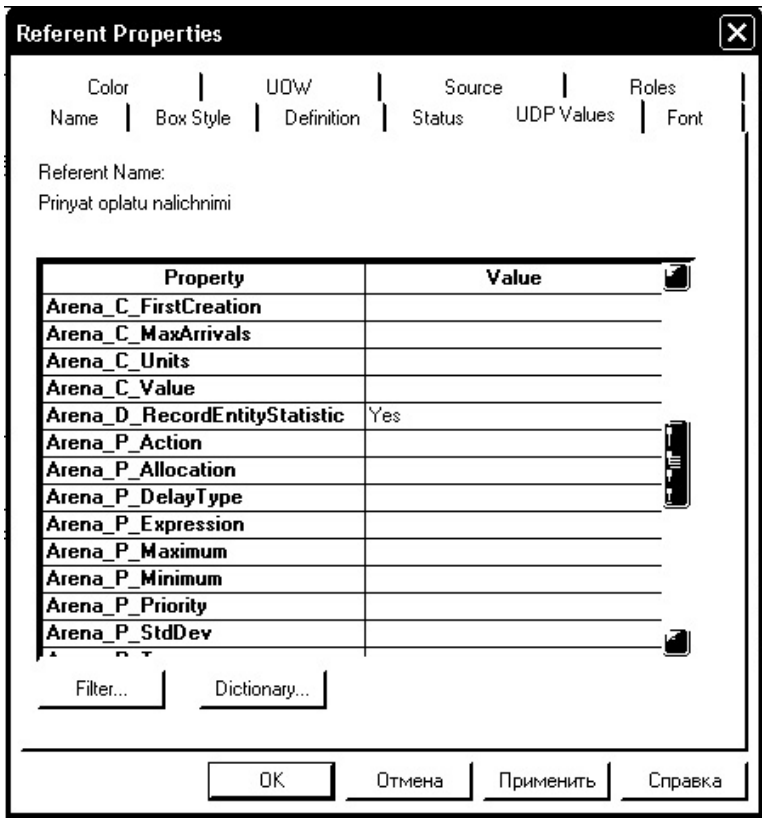 Referent Properties
Color UOW Source Roles
Name Box Style Definition Status UDP Values Font
Referent Name:
Prinyat oplatu nalichnimi
Property Value
Arena_C_FirstCreation
Arena_C_MaxArrivals
Arena_C_Units
Arena_C_Value
Arena_D_RecordEntityStatistic Yes
Arena_P_Action
Arena_P_Allocation
Arena_P_DelayType
Arena_P_Expression
Arena_P_Maximum
Arena_P_Minimum
Arena_P_Priority
Arena_P_StdDev
Filter... Dictionary...
OK Отмена Применить Справка